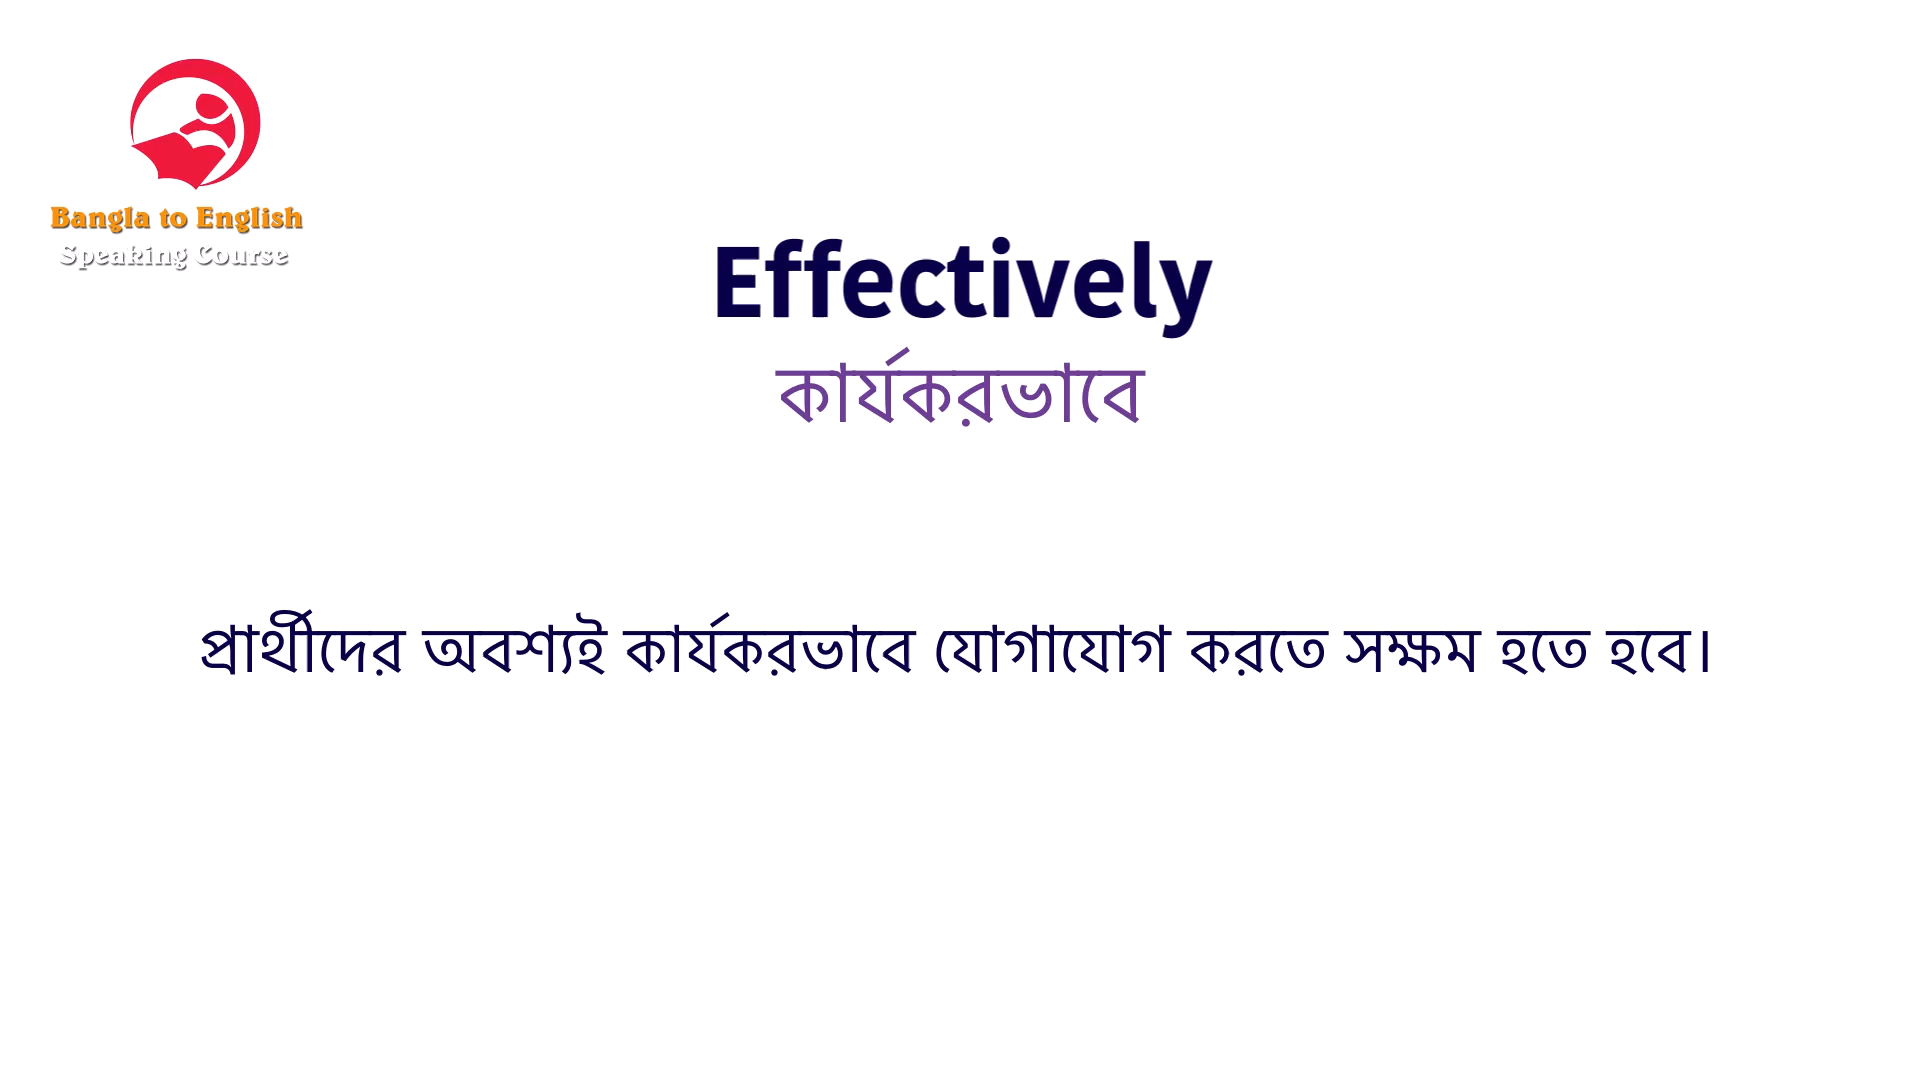 Bangla to English
Speaking Course
Effectively
কার্যকরভাবে
প্রার্থীদের অবশ্যই কার্যকরভাবে যোগাযোগ করতে সক্ষম হতে হবে।